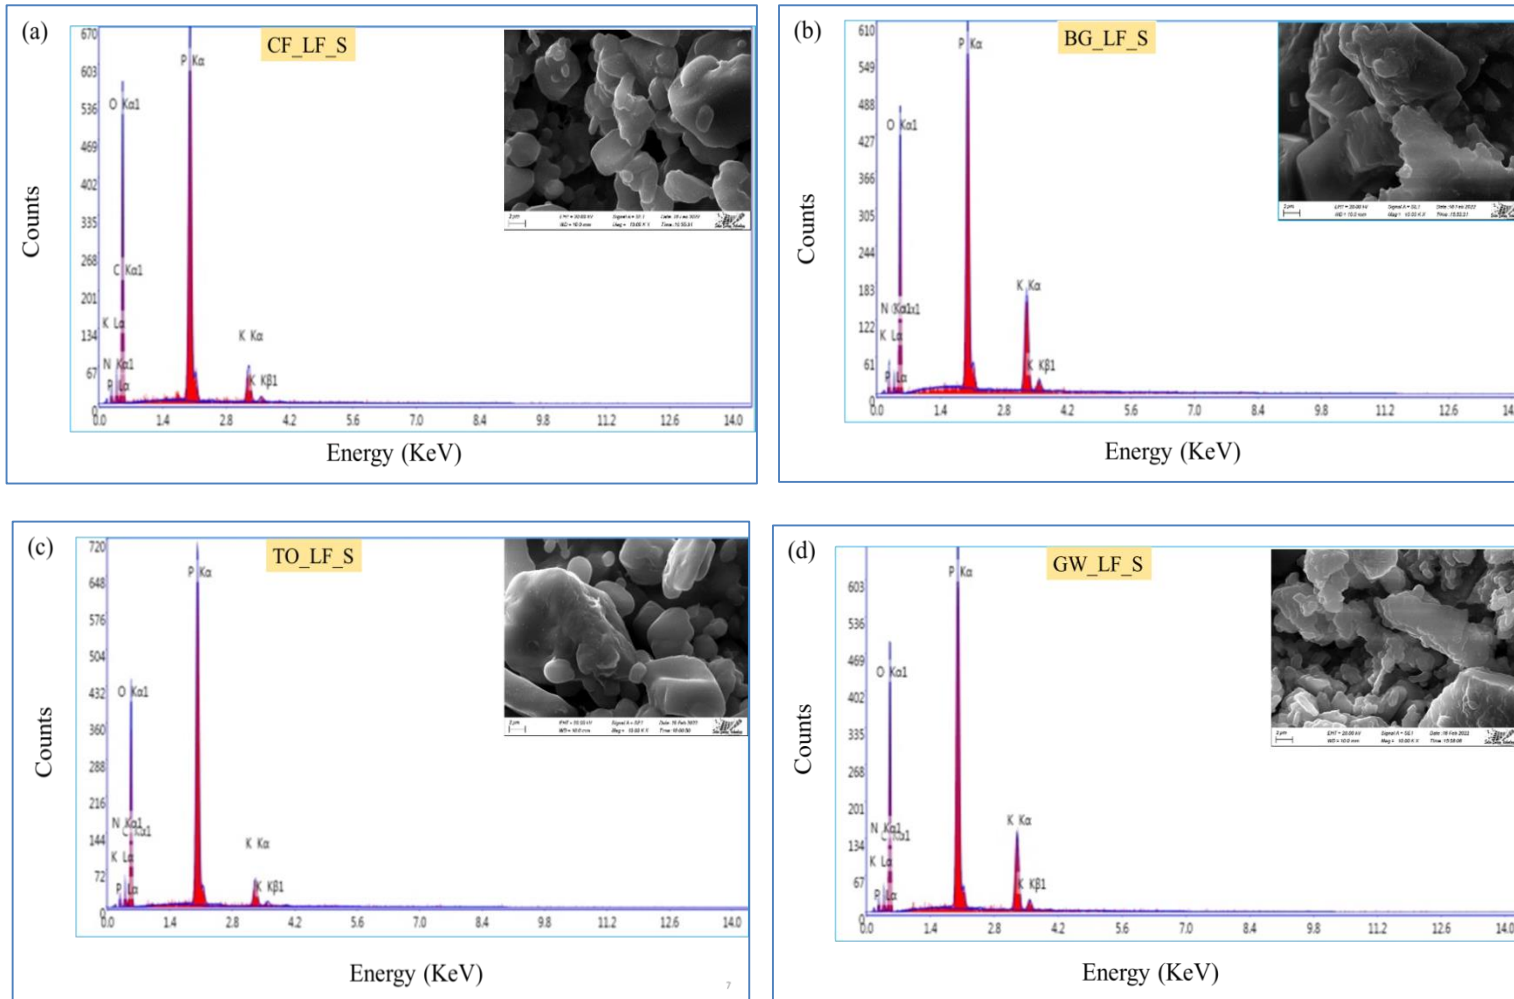 (a)
CF_LF_S
670
603
536
469
402
335
268
201
134
67
0
P Kα
O Kα1
C Kα1
K Lα
N Kα1
P Lα
K Kα
K Kβ1
0.0 1.4 2.8 4.2 5.6 7.0 8.4 9.8 11.2 12.6 14.0
Counts
Energy (KeV)
2 µm
(b)
BG_LF_S
610
549
488
427
366
305
244
183
122
61
0
P Kα
O Kα1
N Kα1
K Lα
P Lα
K Kα
K Kβ1
0.0 1.4 2.8 4.2 5.6 7.0 8.4 9.8 11.2 12.6
Counts
Energy (KeV)
(c)
TO_LF_S
720
648
576
504
432
360
288
216
144
72
0
P Kα
O Kα1
N Kα1
C Kα1
K Lα
P Lα
K Kα
K Kβ1
0.0 1.4 2.8 4.2 5.6 7.0 8.4 9.8 11.2 12.6 14.0
Counts
Energy (KeV)
7
(d)
GW_LF_S
603
536
469
402
335
268
201
134
67
0
P Kα
O Kα1
N Kα1
C Kα1
K Lα
P Lα
K Kα
K Kβ1
0.0 1.4 2.8 4.2 5.6 7.0 8.4 9.8 11.2 12.6 14.0
Counts
Energy (KeV)